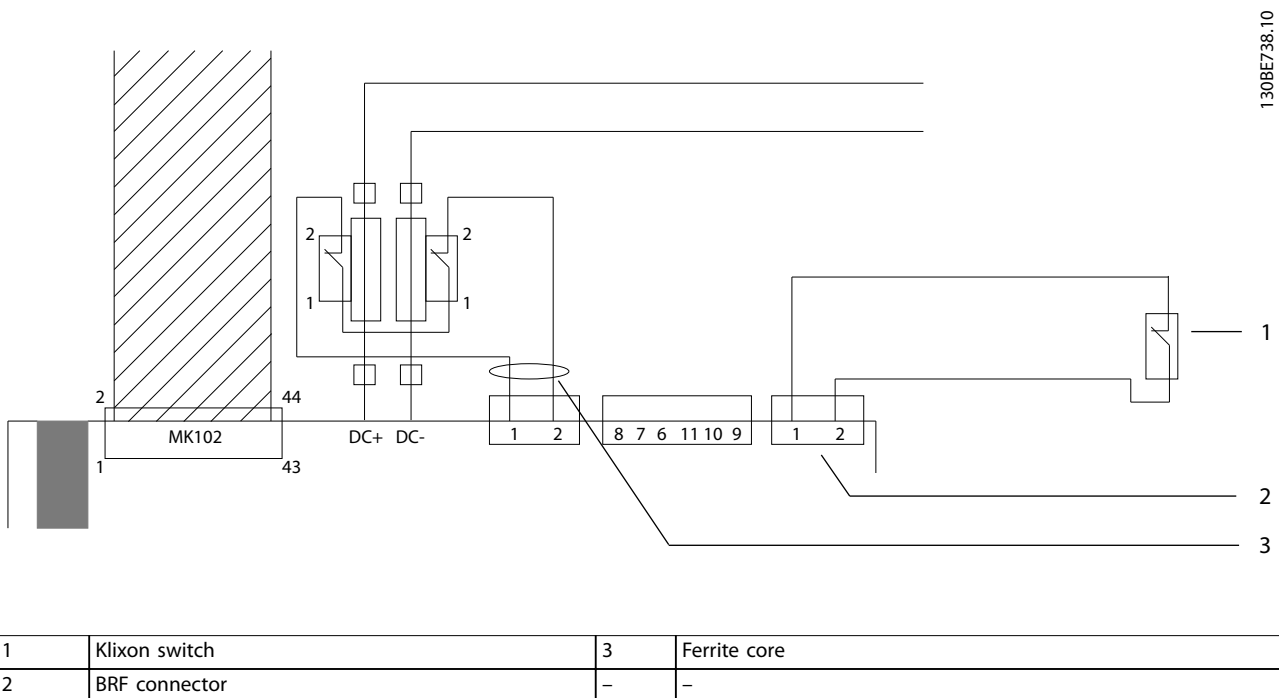 130BE738.10
2 2
1 1
1
2 44
MK102 DC+ DC- 1 2 8 7 6 11 10 9 1 2
1 43
2
3
1 Klixon switch 3 Ferrite core
2 BRF connector – –